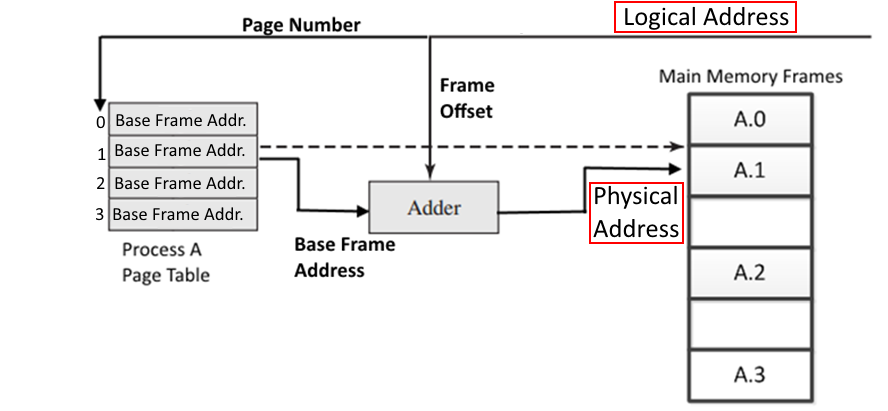 Page Number
Logical Address
Frame
Offset
Main Memory Frames
0 Base Frame Addr.
1 Base Frame Addr.
2 Base Frame Addr.
3 Base Frame Addr.
Process A
Page Table
Base Frame
Address
Adder
Physical
Address
A.0
A.1
A.2
A.3